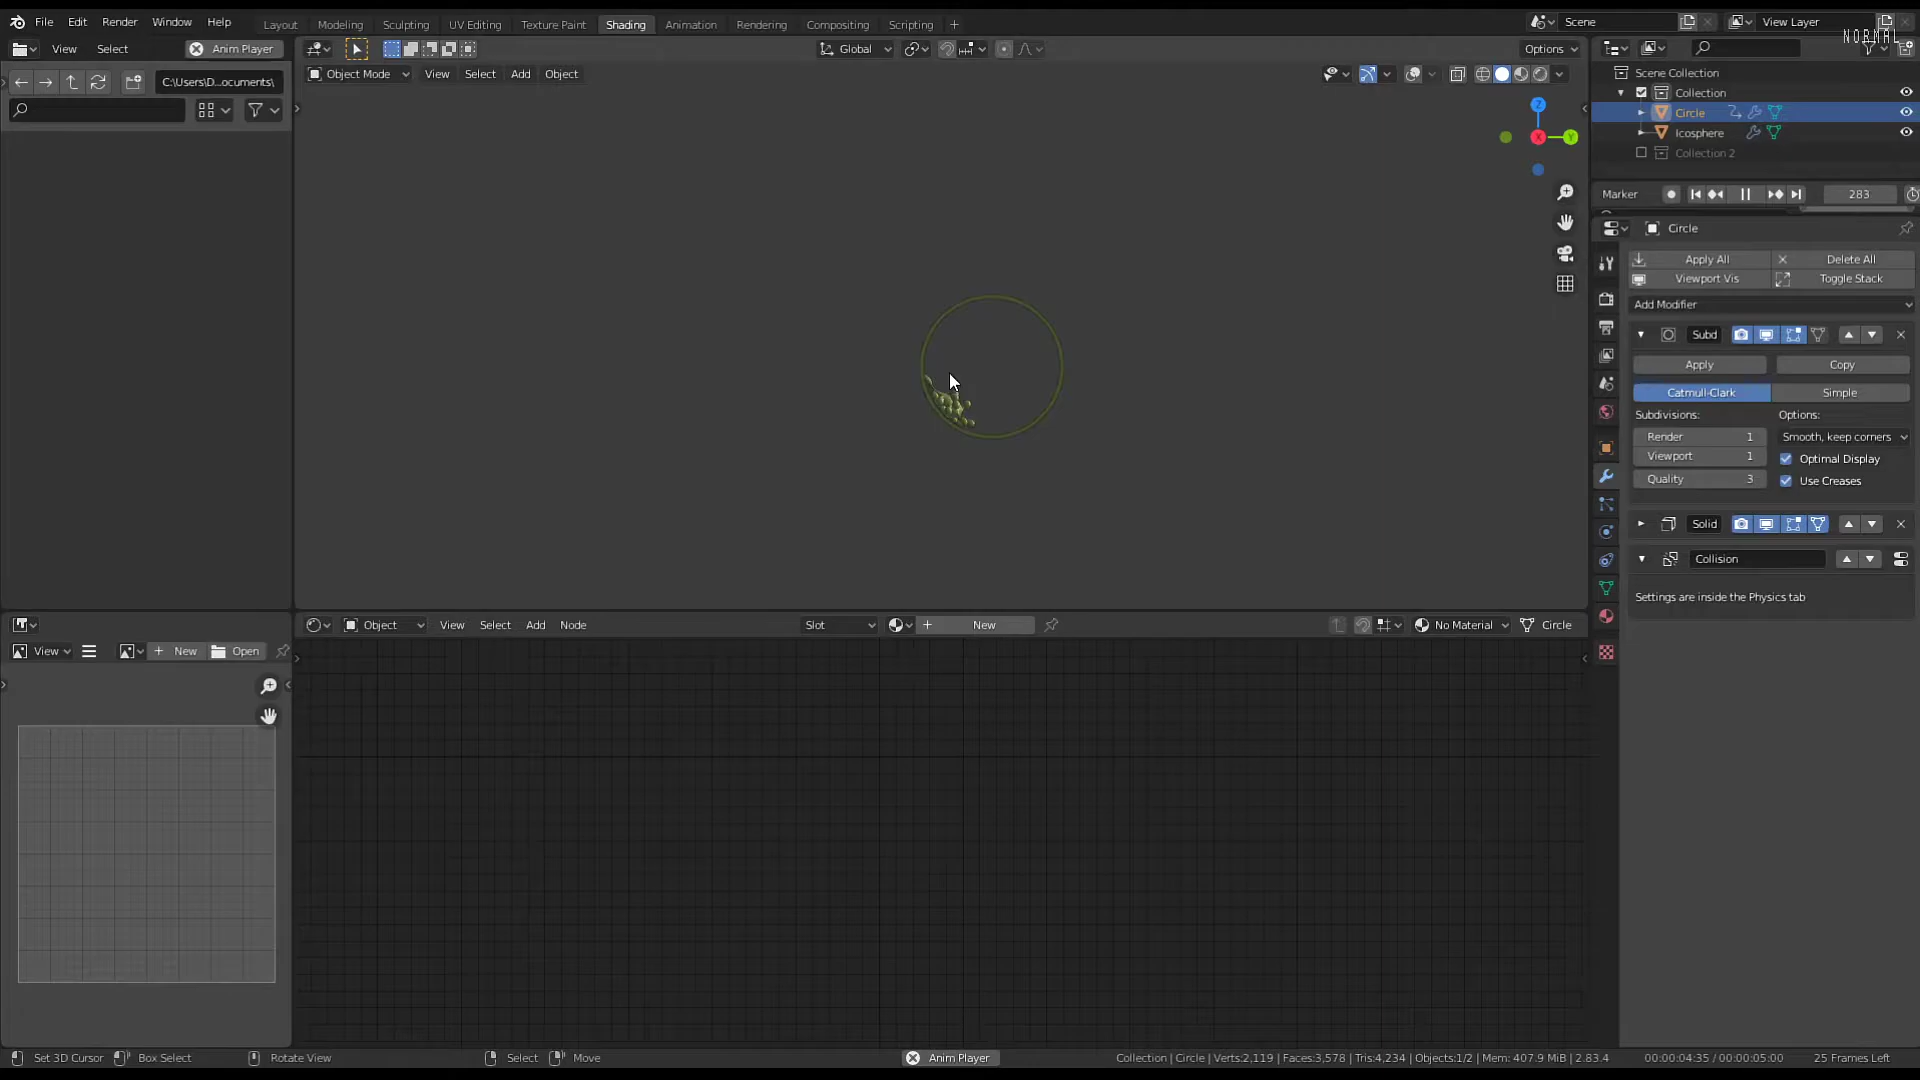 File Edit Render Window Help Layout Modeling Sculpting UV Editing Texture Paint Shading Animation Rendering Compositing Scripting + Scene View Layer
NORMAL
View Select Anim Player Global Options
C:\Users\D...ocuments\ Object Mode View Select Add Object
Scene Collection
Collection
Circle
Icosphere
Collection 2
Marker 283
Circle
Apply All Delete All
Viewport Vis Toggle Stack
Add Modifier
Subd
Apply Copy
Catmull-Clark Simple
Subdivisions: Options:
Render 1 Smooth, keep corners
Viewport 1 Optimal Display
Quality 3 Use Creases
Solid
Collision
Settings are inside the Physics tab
Z
X
Y
Object View Select Add Node Slot + New No Material Circle
View + New Open
Set 3D Cursor Box Select Rotate View Select Move Anim Player Collection | Circle | Verts:2,119 | Faces:3,578 | Tris:4,234 | Objects:1/2 | Mem: 407.9 MiB | 2.83.4 00:00:04:35 / 00:00:05:00 25 Frames Left